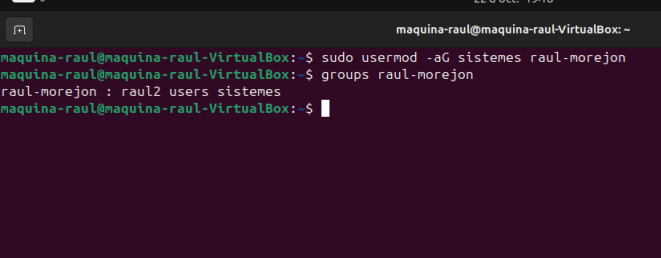 maquina-raul@maquina-raul-VirtualBox: ~
maquina-raul@maquina-raul-VirtualBox:~$ sudo usermod -aG sistemes raul-morejon
maquina-raul@maquina-raul-VirtualBox:~$ groups raul-morejon
raul-morejon : raul2 users sistemes
maquina-raul@maquina-raul-VirtualBox:~$